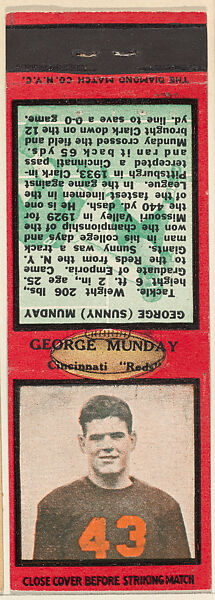 THE DIAMOND MATCH CO. N.Y.C.
GEORGE (SUNNY) MUNDAY
Tackle. Weight 206 lbs.,
height 6 ft. 2 in., age 25.
Graduate of Emporia. Came
to the Reds from the N. Y.
Giants. Sunny was a track
man in his college days and
won the championship of the
Missouri Valley in 1929 for
440 yd. dash. He is one
of the fastest linemen in the
League. In the game against
Pittsburgh in 1933, Clark in-
tercepted a Cincinnati pass
and ran it back 65 yds.
Munday crossed the field and
brought Clark down on the 12
yd. line to save a 0-0 game.
GEORGE MUNDAY
Cincinnati "Reds"
43
CLOSE COVER BEFORE STRIKING MATCH